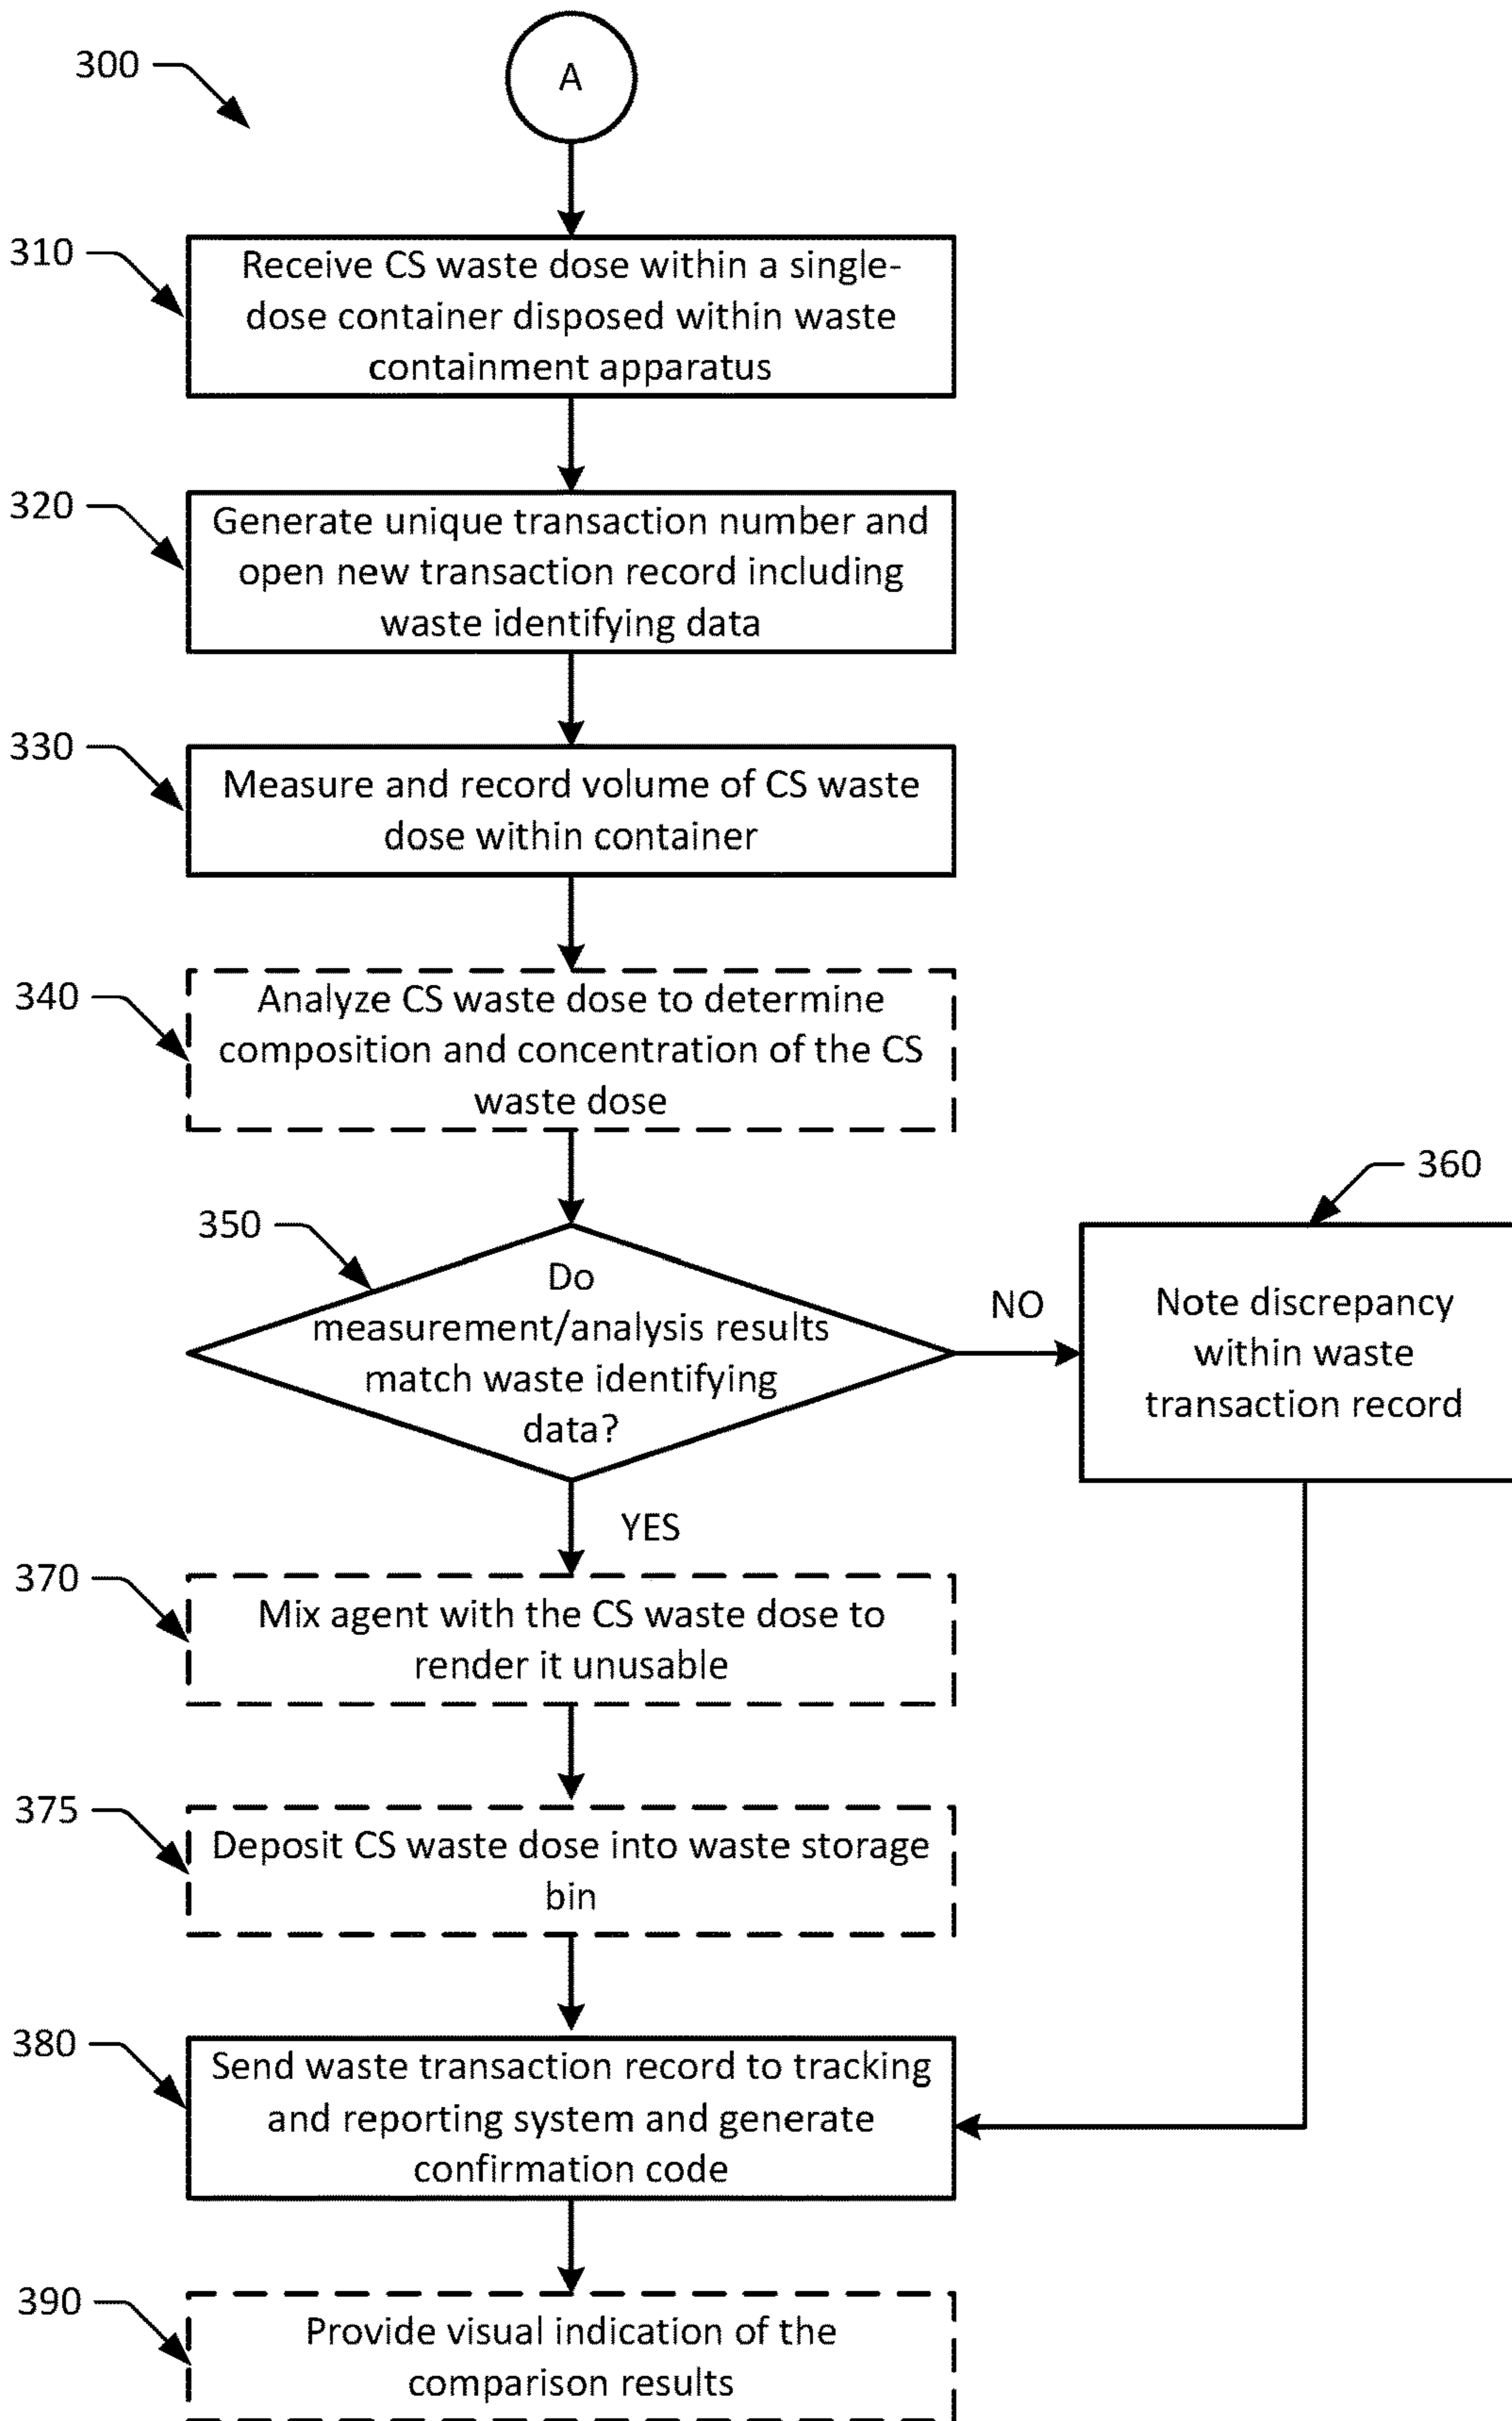 300
A
310
Receive CS waste dose within a single-
dose container disposed within waste
containment apparatus
320
Generate unique transaction number and
open new transaction record including
waste identifying data
330
Measure and record volume of CS waste
dose within container
340
Analyze CS waste dose to determine
composition and concentration of the CS
waste dose
350
Do
measurement/analysis results
match waste identifying
data?
NO
360
Note discrepancy
within waste
transaction record
YES
370
Mix agent with the CS waste dose to
render it unusable
375
Deposit CS waste dose into waste storage
bin
380
Send waste transaction record to tracking
and reporting system and generate
confirmation code
390
Provide visual indication of the
comparison results